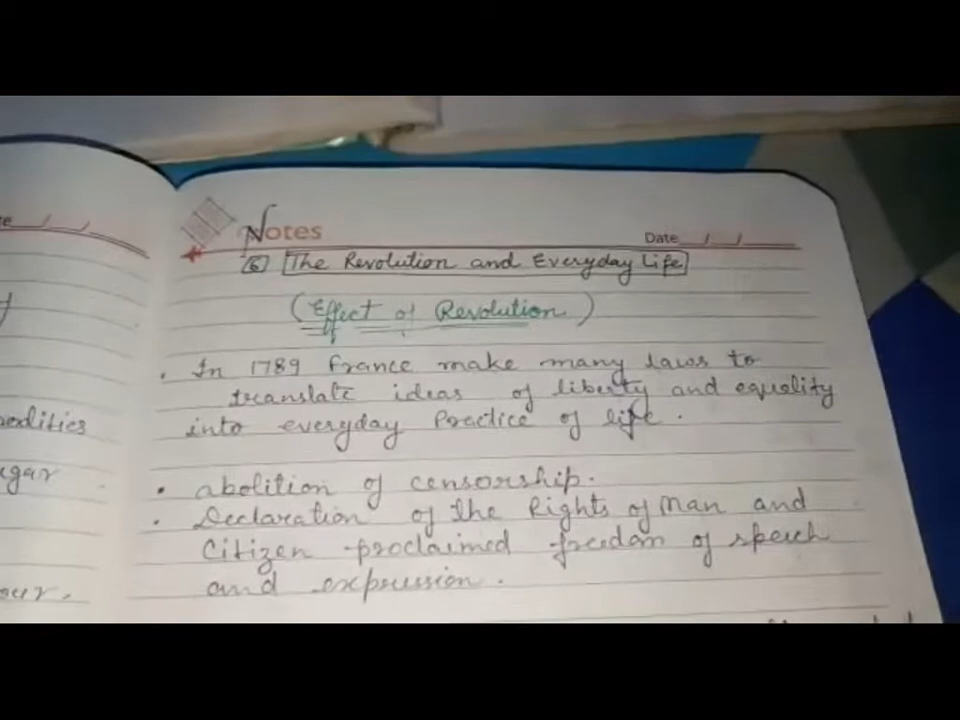 Notes
Date / /
6 The Revolution and Everyday Life
(Effect of Revolution)
• In 1789 France make many laws to
translate ideas of liberty and equality
into everyday Practice of life.
• abolition of censorship.
• Declaration of the Rights of Man and
Citizen proclaimed freedom of speech
and expression.